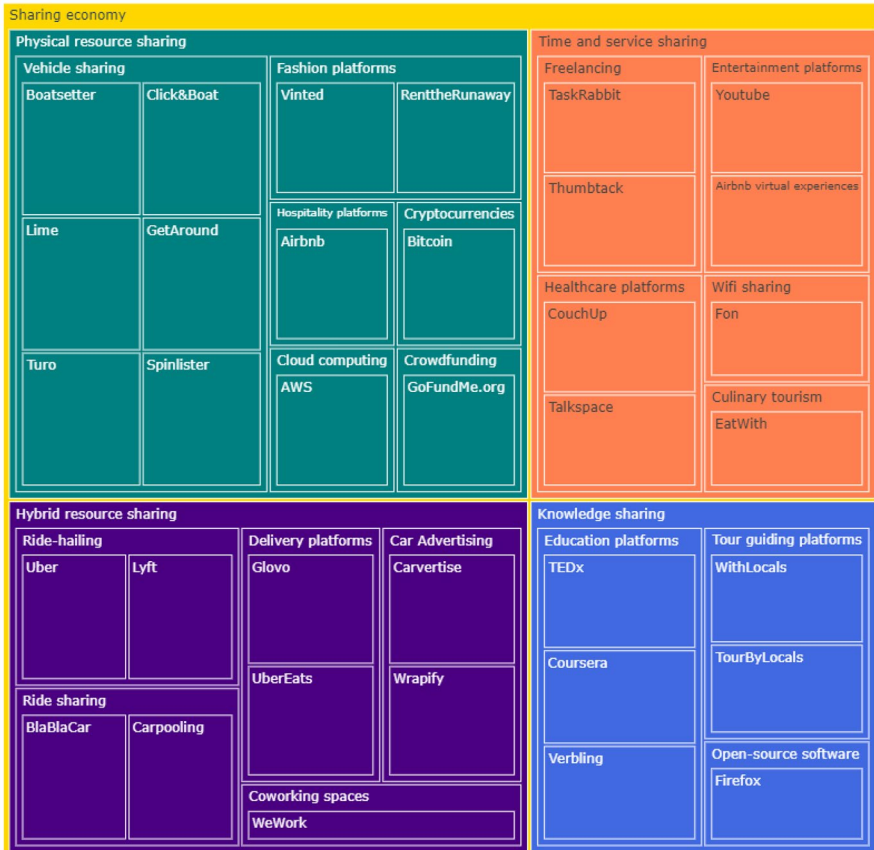 Sharing economy
Physical resource sharing
Vehicle sharing
Boatsetter
Click&Boat
Lime
GetAround
Turo
Spinlister
Fashion platforms
Vinted
RenttheRunaway
Hospitality platforms
Airbnb
Cryptocurrencies
Bitcoin
Cloud computing
AWS
Crowdfunding
GoFundMe.org
Time and service sharing
Freelancing
TaskRabbit
Thumbtack
Entertainment platforms
Youtube
Airbnb virtual experiences
Healthcare platforms
CouchUp
Talkspace
Wifi sharing
Fon
Culinary tourism
EatWith
Hybrid resource sharing
Ride-hailing
Uber
Lyft
Ride sharing
BlaBlaCar
Carpooling
Delivery platforms
Glovo
UberEats
Car Advertising
Carvertise
Wrapify
Coworking spaces
WeWork
Knowledge sharing
Education platforms
TEDx
Coursera
Verbling
Tour guiding platforms
WithLocals
TourByLocals
Open-source software
Firefox